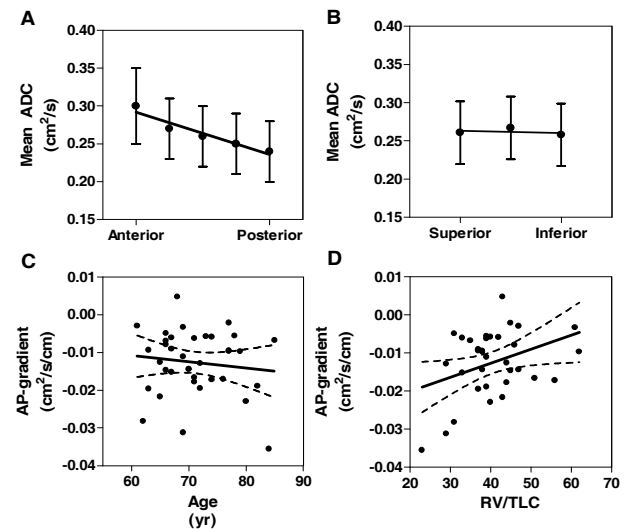 A
B
0.40
0.35
0.30
0.25
0.20
0.15
Mean ADC
(cm²/s)
Anterior
Posterior
0.40
0.35
0.30
0.25
0.20
0.15
Mean ADC
(cm²/s)
Superior
Inferior
C
D
0.01
0.00
-0.01
-0.02
-0.03
-0.04
AP-gradient
(cm²/s/cm)
60
70
80
90
Age
(yr)
0.01
0.00
-0.01
-0.02
-0.03
-0.04
AP-gradient
(cm²/s/cm)
20
30
40
50
60
70
RV/TLC